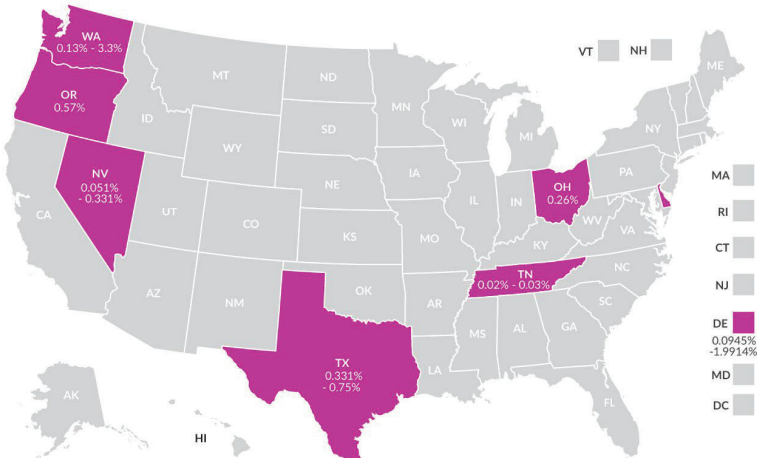 WA
0.13% - 3.3%
VT
NH
ME
MT
ND
OR
0.57%
MN
ID
WI
SD
MI
NY
WY
NV
0.051%
- 0.331%
IA
PA
OH
0.26%
MA
NE
IL
IN
RI
UT
CA
CO
WV
VA
KS
MO
KY
CT
NC
TN
0.02% - 0.03%
NJ
AZ
NM
OK
AR
SC
DE
0.0945%
-1.9914%
MS
AL
GA
TX
0.331%
- 0.75%
LA
MD
AK
FL
DC
HI